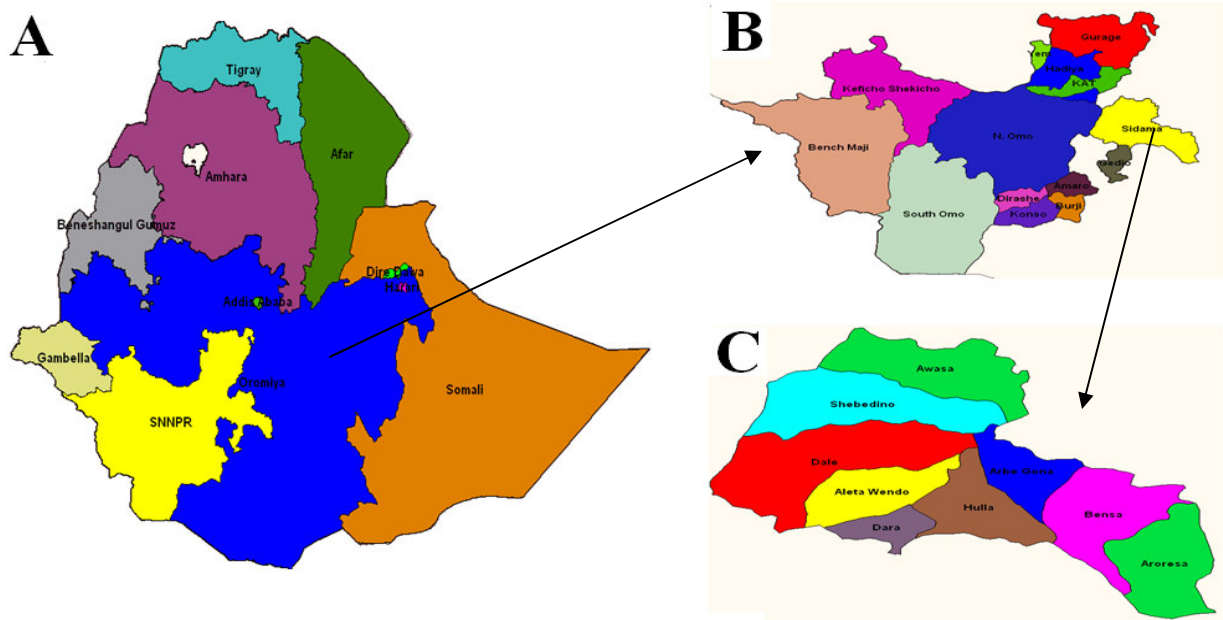 A
Tigray
Afar
Amhara
Beneshangul Gumuz
Dire Dawa
Harari
Addis Ababa
Gambella
Oromiya
Somali
SNNPR
B
Gurage
Yem
Hadiya
KAT
Keficho Shekicho
Sidama
N. Omo
Bench Maji
Gedio
Amaro
Dirashe
Burji
South Omo
Konso
C
Awasa
Shebedino
Dale
Arbe Gona
Aleta Wendo
Hulla
Bensa
Dara
Aroresa